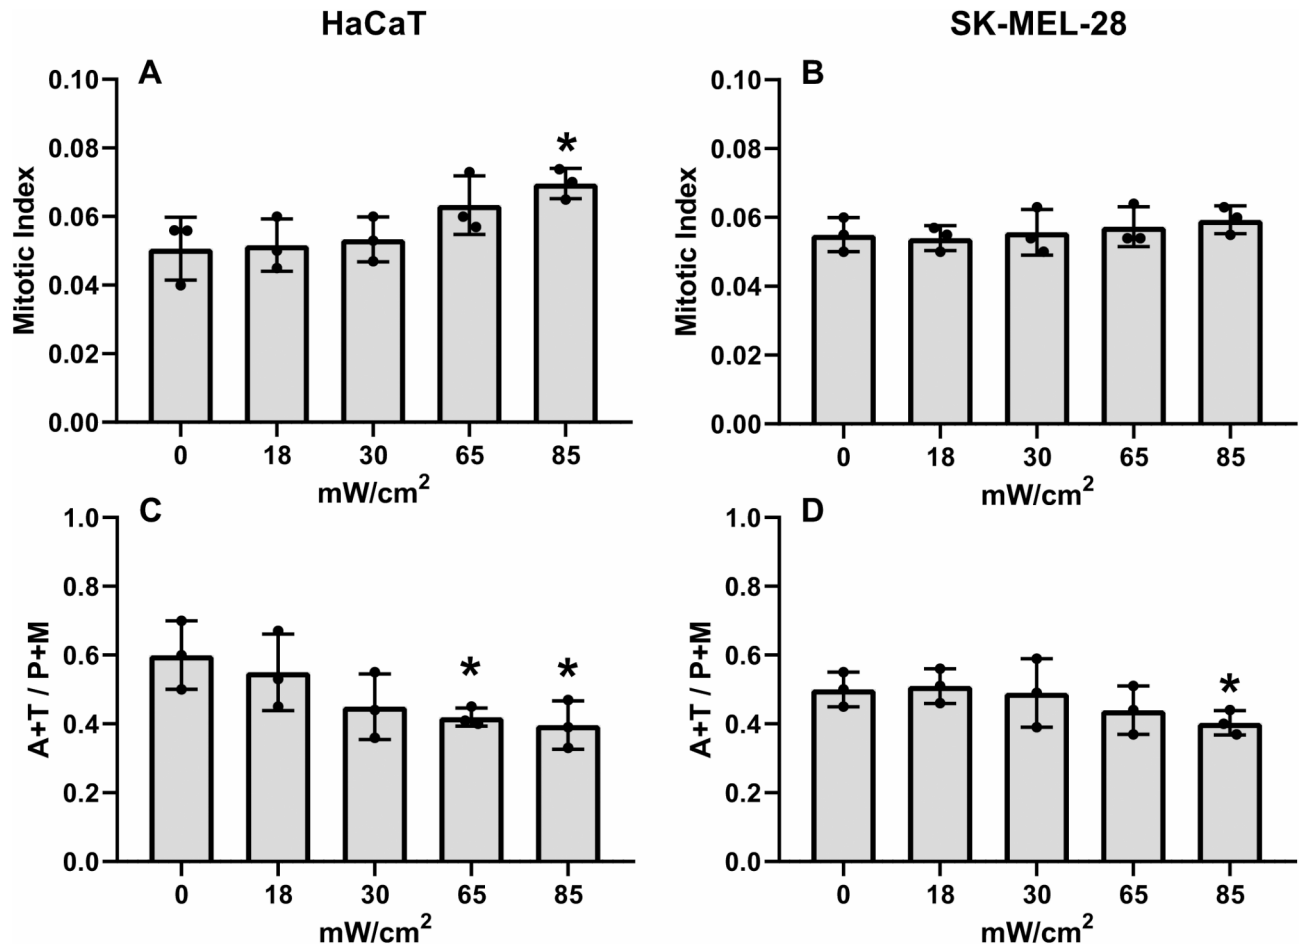 HaCaT
SK-MEL-28
A
Mitotic Index
0.10
0.08
0.06
0.04
0.02
0.00
*
0 18 30 65 85
mW/cm²
B
Mitotic Index
0.10
0.08
0.06
0.04
0.02
0.00
0 18 30 65 85
mW/cm²
C
A+T / P+M
1.0
0.8
0.6
0.4
0.2
0.0
* *
0 18 30 65 85
mW/cm²
D
A+T / P+M
1.0
0.8
0.6
0.4
0.2
0.0
*
0 18 30 65 85
mW/cm²